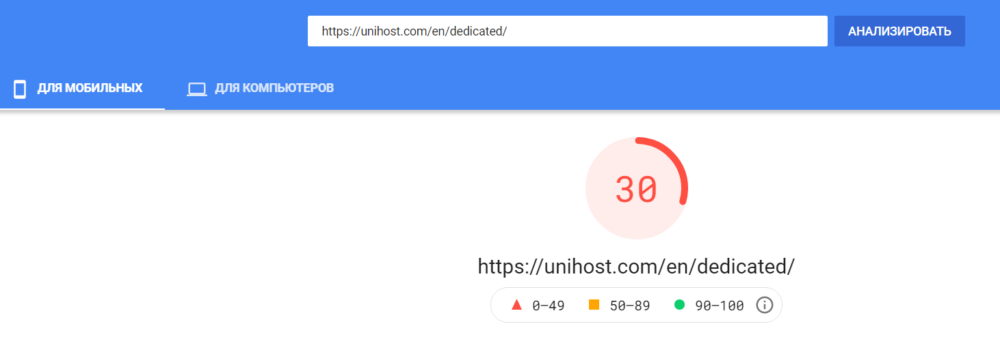 https://unihost.com/en/dedicated/ АНАЛИЗИРОВАТЬ
ДЛЯ МОБИЛЬНЫХ ДЛЯ КОМПЬЮТЕРОВ
30
https://unihost.com/en/dedicated/
0–49 50–89 90–100